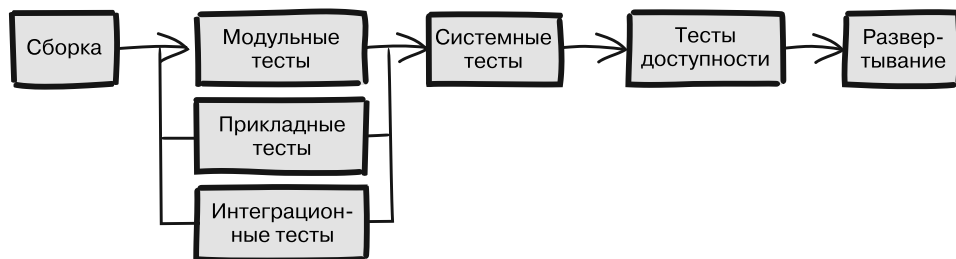 Сборка
Модульные
тесты
Прикладные
тесты
Интеграцион-
ные тесты
Системные
тесты
Тесты
доступности
Развер-
тывание